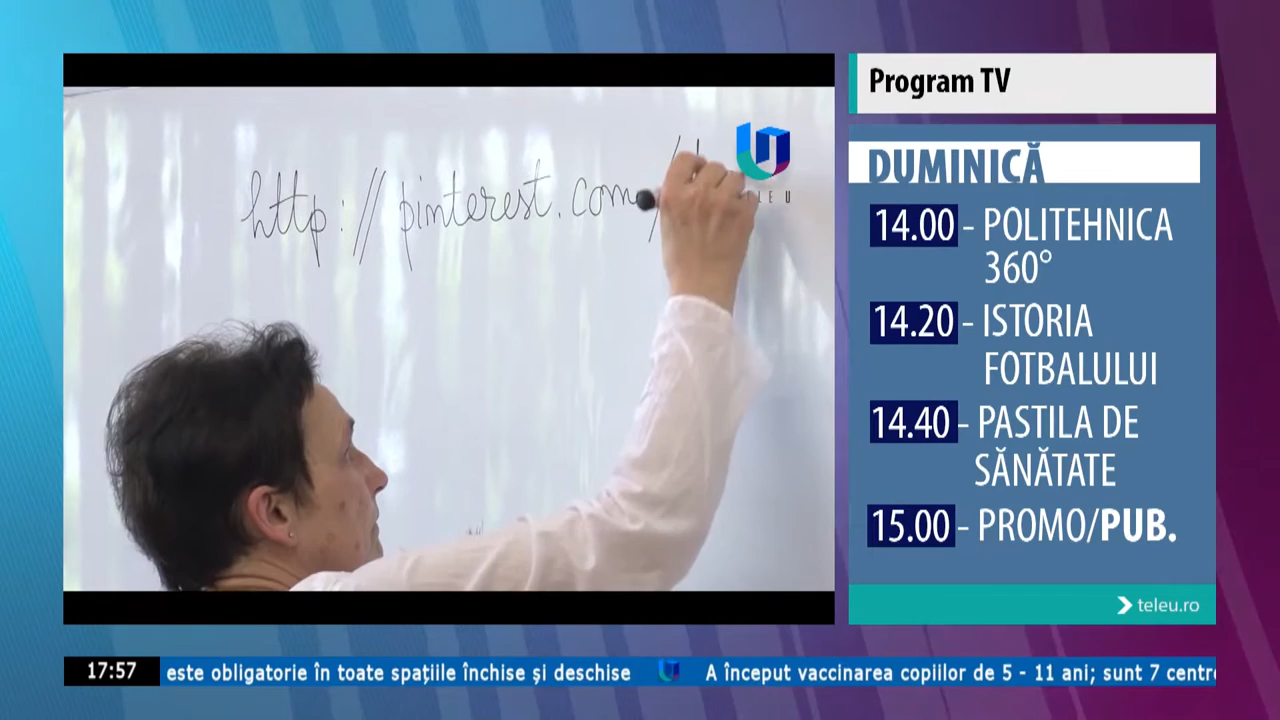 http://pinterest.com/
TELE U
Program TV
DUMINICĂ
14.00 - POLITEHNICA
360°
14.20 - ISTORIA
FOTBALULUI
14.40 - PASTILA DE
SĂNĂTATE
15.00 - PROMO/PUB.
teleu.ro
17:57 este obligatorie în toate spațiile închise și deschise A început vaccinarea copiilor de 5 - 11 ani; sunt 7 centre